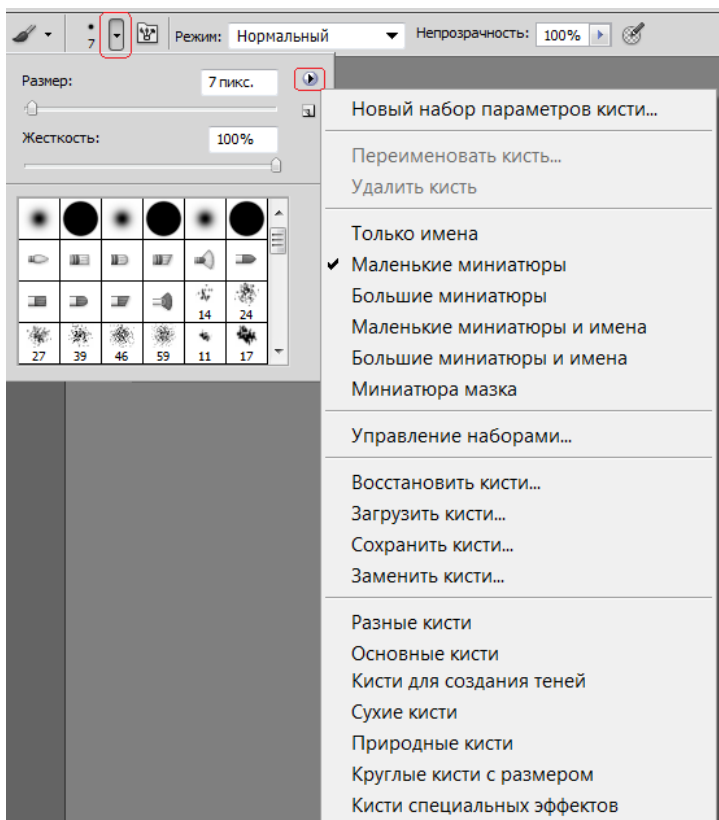 7 Режим: Нормальный Непрозрачность: 100%
Размер: 7 пикс.
Жесткость: 100%
14 24
27 39 46 59 11 17
Новый набор параметров кисти...
Переименовать кисть...
Удалить кисть
Только имена
Маленькие миниатюры
Большие миниатюры
Маленькие миниатюры и имена
Большие миниатюры и имена
Миниатюра мазка
Управление наборами...
Восстановить кисти...
Загрузить кисти...
Сохранить кисти...
Заменить кисти...
Разные кисти
Основные кисти
Кисти для создания теней
Сухие кисти
Природные кисти
Круглые кисти с размером
Кисти специальных эффектов